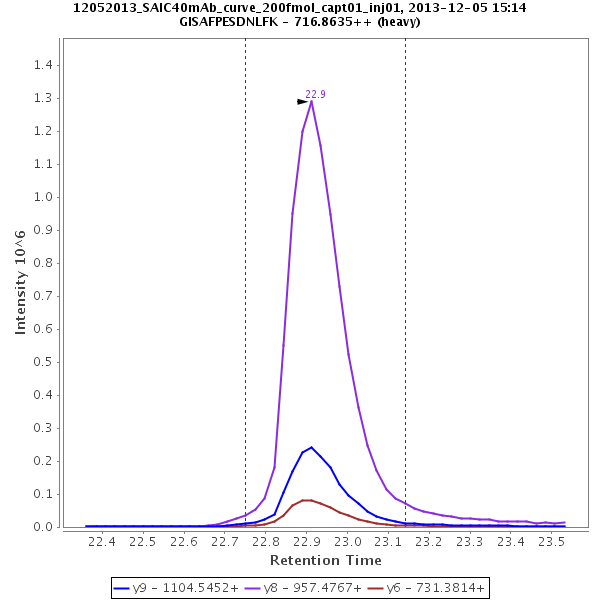 12052013_SAIC40mAb_curve_200fmol_capt01_inj01, 2013-12-05 15:14
GISAFPESDNLFK - 716.8635++ (heavy)
22.9
1.4
1.3
1.2
1.1
1.0
0.9
0.8
0.7
0.6
0.5
0.4
0.3
0.2
0.1
0.0
Intensity 10^6
22.4 22.5 22.6 22.7 22.8 22.9 23.0 23.1 23.2 23.3 23.4 23.5
Retention Time
y9 - 1104.5452+ y8 - 957.4767+ y6 - 731.3814+